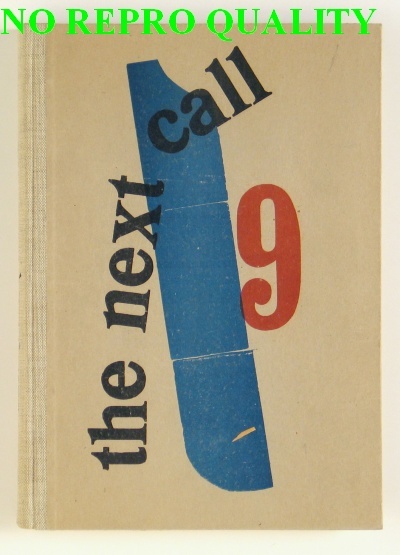 NO REPRO QUALITY
the next call
9